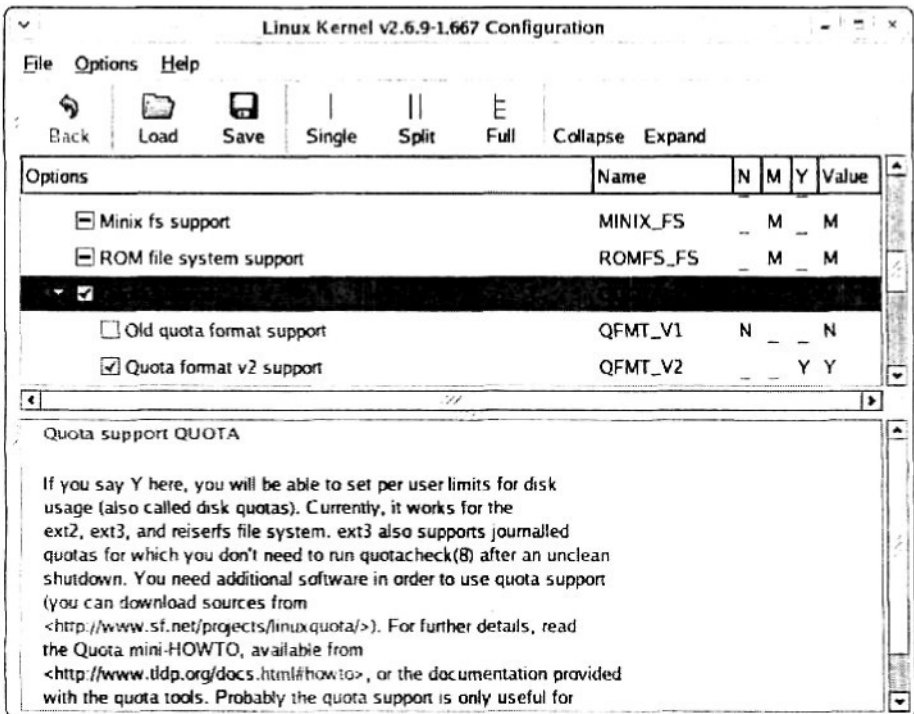 Linux Kernel v2.6.9-1.667 Configuration
File Options Help
Back Load Save Single Split Full Collapse Expand
Options Name N M Y Value
Minix fs support MINIX_FS _ M _ M
ROM file system support ROMFS_FS _ M _ M
Old quota format support QFMT_V1 N _ _ N
Quota format v2 support QFMT_V2 _ _ Y Y
Quota support QUOTA
If you say Y here, you will be able to set per user limits for disk
usage (also called disk quotas). Currently, it works for the
ext2, ext3, and reiserfs file system. ext3 also supports journalled
quotas for which you don't need to run quotacheck(8) after an unclean
shutdown. You need additional software in order to use quota support
(you can download sources from
<http://www.sf.net/projects/linuxquota/>). For further details, read
the Quota mini-HOWTO, available from
<http://www.tldp.org/docs.html#howto>, or the documentation provided
with the quota tools. Probably the quota support is only useful for